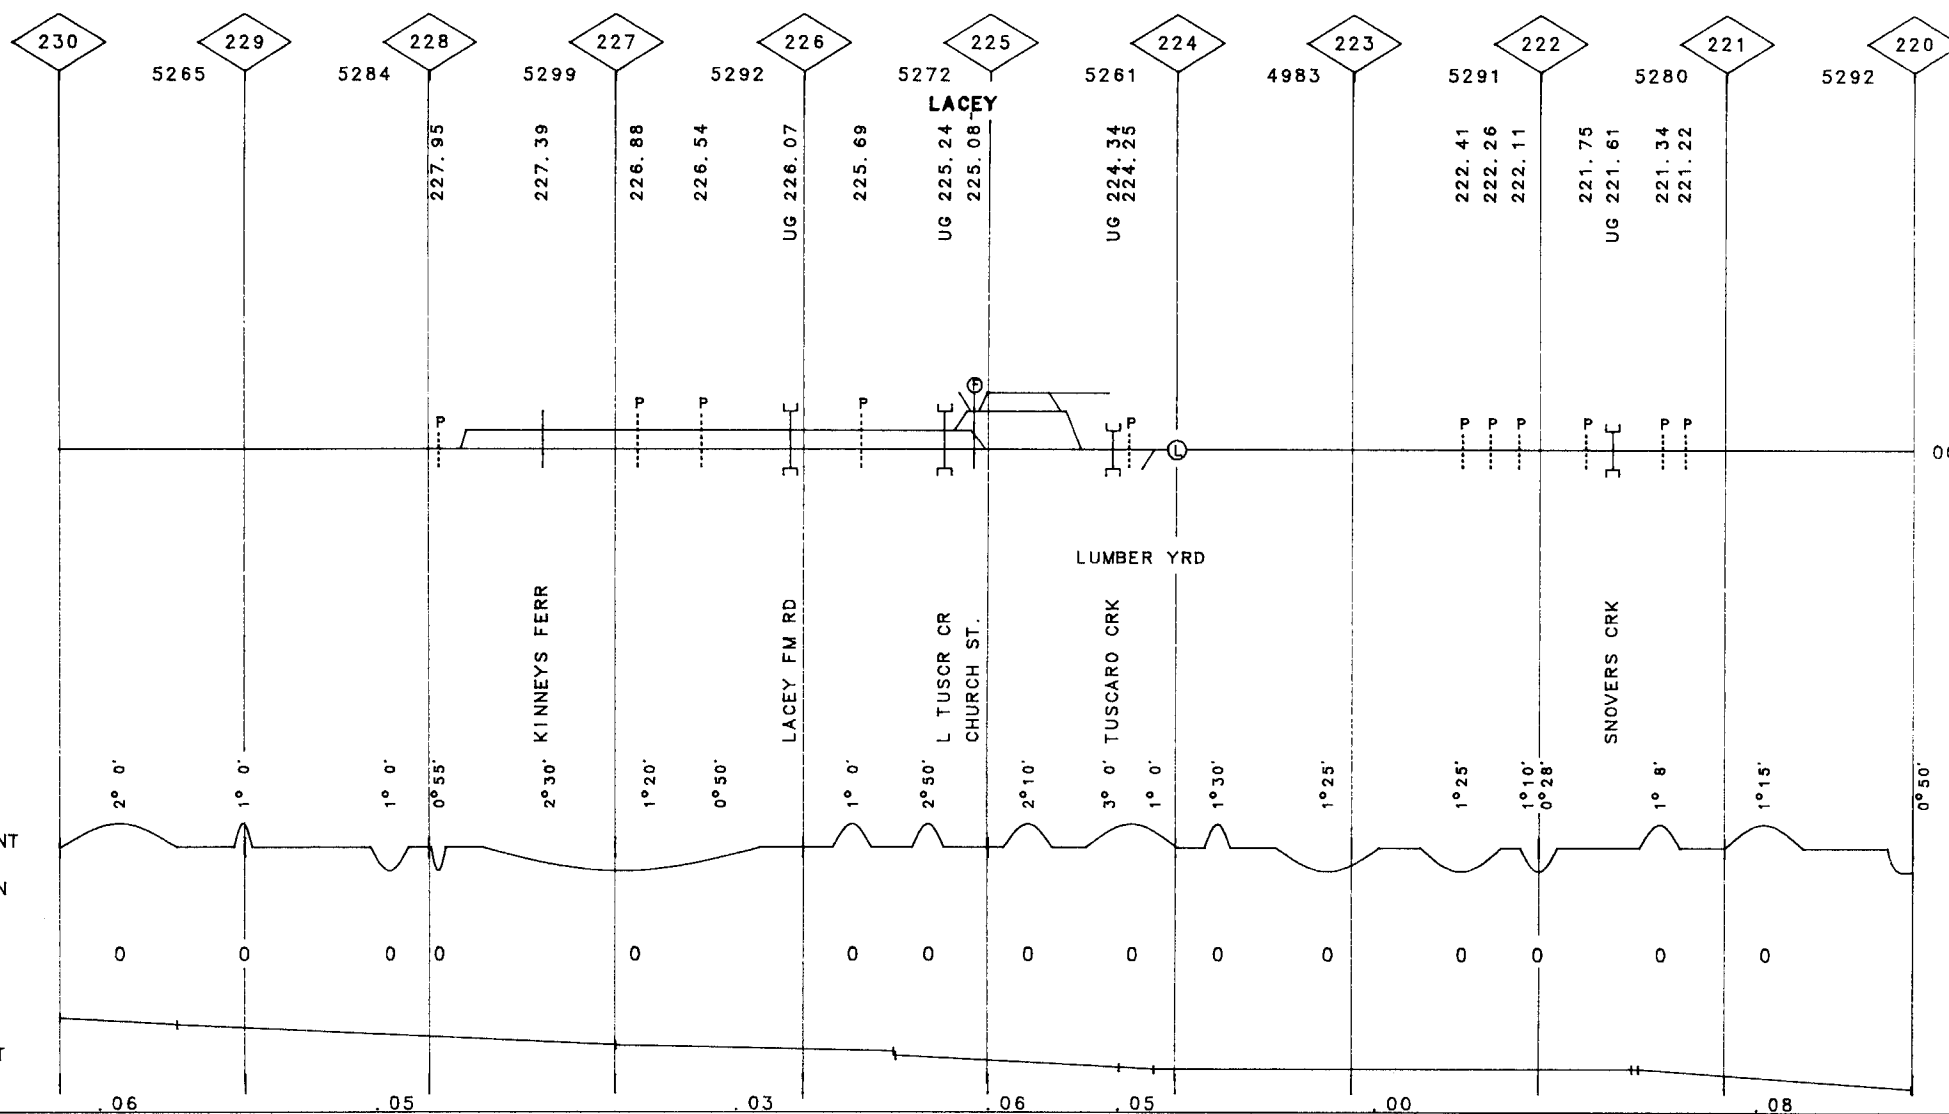 230 229 228 227 226 225 224 223 222 221 220
5265 5284 5299 5292 5272 5261 4983 5291 5280 5292
LACEY
227.95 227.39 226.88 226.54 UG 226.07 225.69 UG 225.24 225.08 UG 224.34 224.25 222.41 222.26 222.11 221.75 UG 221.61 221.34 221.22
F
P P P P P P P P P P P
L
LUMBER YRD
KINNEYS FERR
LACEY FM RD
L TUSCR CR
CHURCH ST.
TUSCARO CRK
SNOVERS CRK
2° 0' 1° 0' 1° 0' 0°55' 2°30' 1°20' 0°50' 1° 0' 2°50' 2°10' 3° 0' 1° 0' 1°30' 1°25' 1°25' 1°10' 0°28' 1° 8' 1°15' 0°50'
NT
N
0 0 0 0 0 0 0 0 0 0 0 0 0 0 0
T
.06 .05 .03 .06 .05 .00 .08